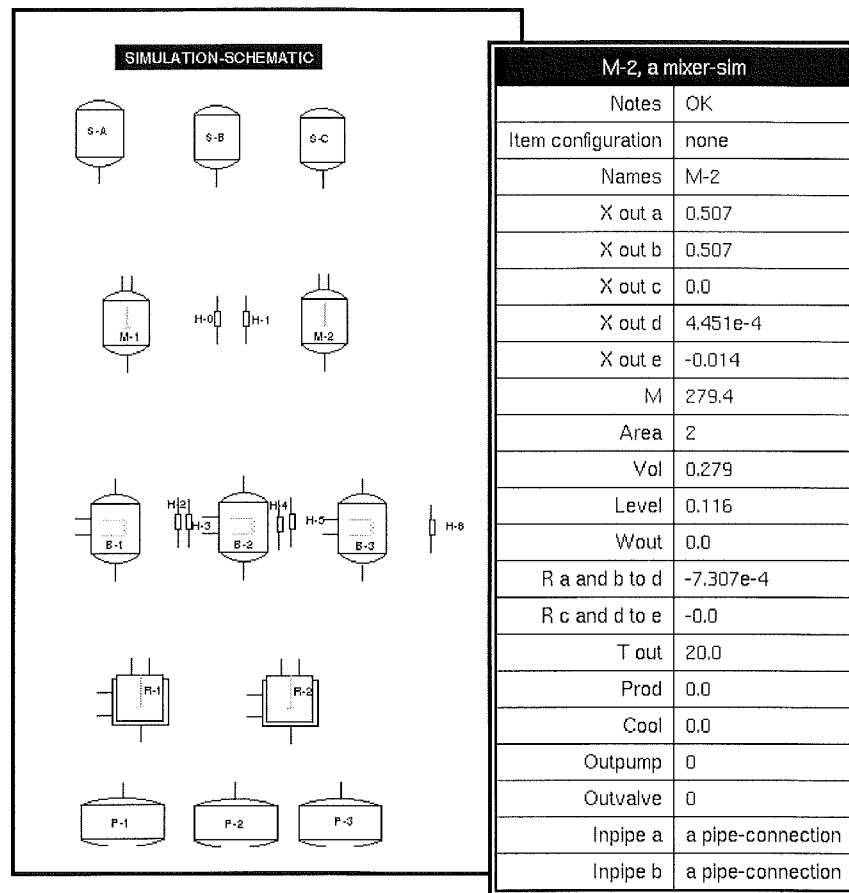 SIMULATION-SCHEMATIC
S-A
S-B
S-C
M-1
H-0
H-1
M-2
H-2
H-3
H-4
H-5
H-6
B-1
B-2
B-3
R-1
R-2
P-1
P-2
P-3
M-2, a mixer-sim
Notes OK
Item configuration none
Names M-2
X out a 0.507
X out b 0.507
X out c 0.0
X out d 4.451e-4
X out e -0.014
M 279.4
Area 2
Vol 0.279
Level 0.116
Wout 0.0
R a and b to d -7.307e-4
R c and d to e -0.0
T out 20.0
Prod 0.0
Cool 0.0
Outpump 0
Outvalve 0
Inpipe a a pipe-connection
Inpipe b a pipe-connection